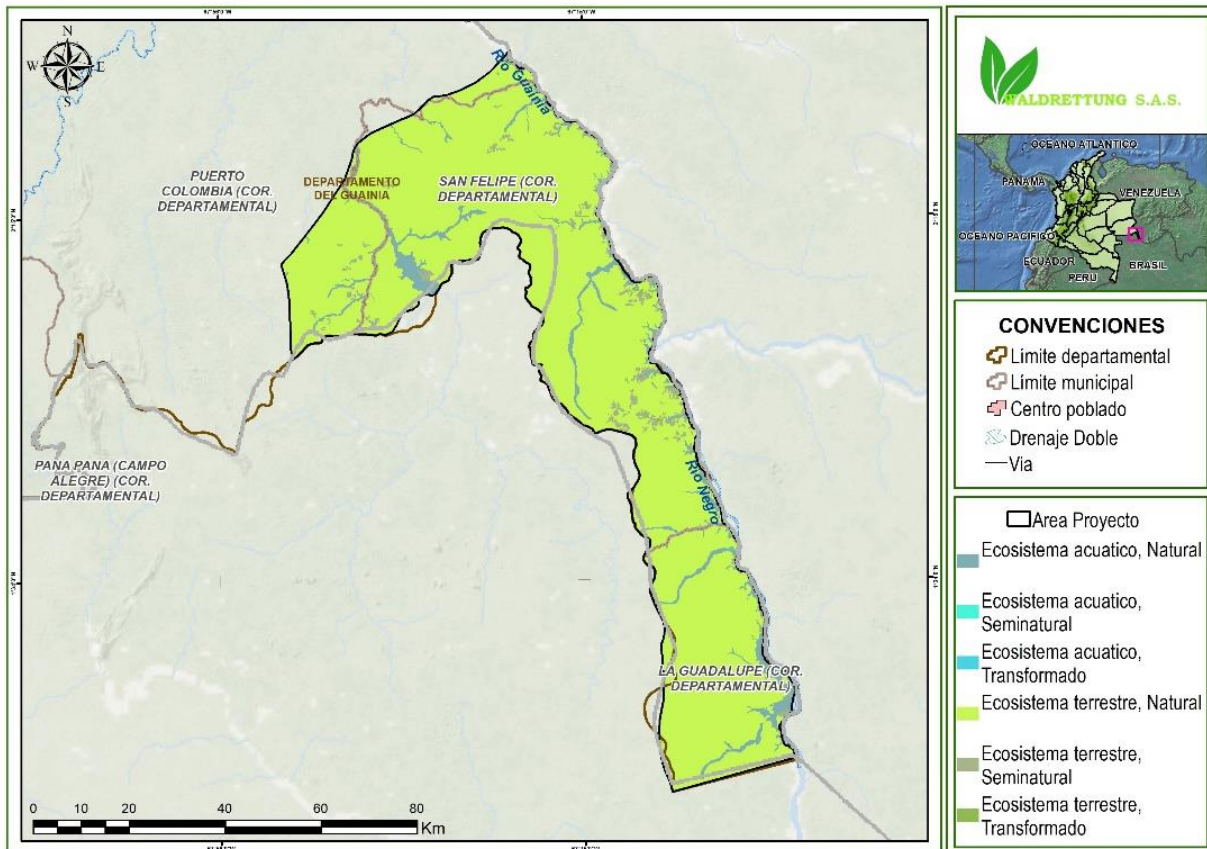 N
W E
S
Río Guainía
PUERTO
COLOMBIA (COR.
DEPARTAMENTAL)
DEPARTAMENTO
DEL GUAINIA
SAN FELIPE (COR.
DEPARTAMENTAL)
PANA PANA (CAMPO
ALEGRE) (COR.
DEPARTAMENTAL)
Río Negro
LA GUADALUPE (COR.
DEPARTAMENTAL)
0 10 20 40 60 80
Km
WALDRETTUNG S.A.S.
OCEANO ATLANTICO
PANAMA
VENEZUELA
OCEANO PACIFICO
ECUADOR
PERU
BRASIL
CONVENCIONES
Límite departamental
Límite municipal
Centro poblado
Drenaje Doble
Via
Area Proyecto
Ecosistema acuatico, Natural
Ecosistema acuatico,
Seminatural
Ecosistema acuatico,
Transformado
Ecosistema terrestre, Natural
Ecosistema terrestre,
Seminatural
Ecosistema terrestre,
Transformado